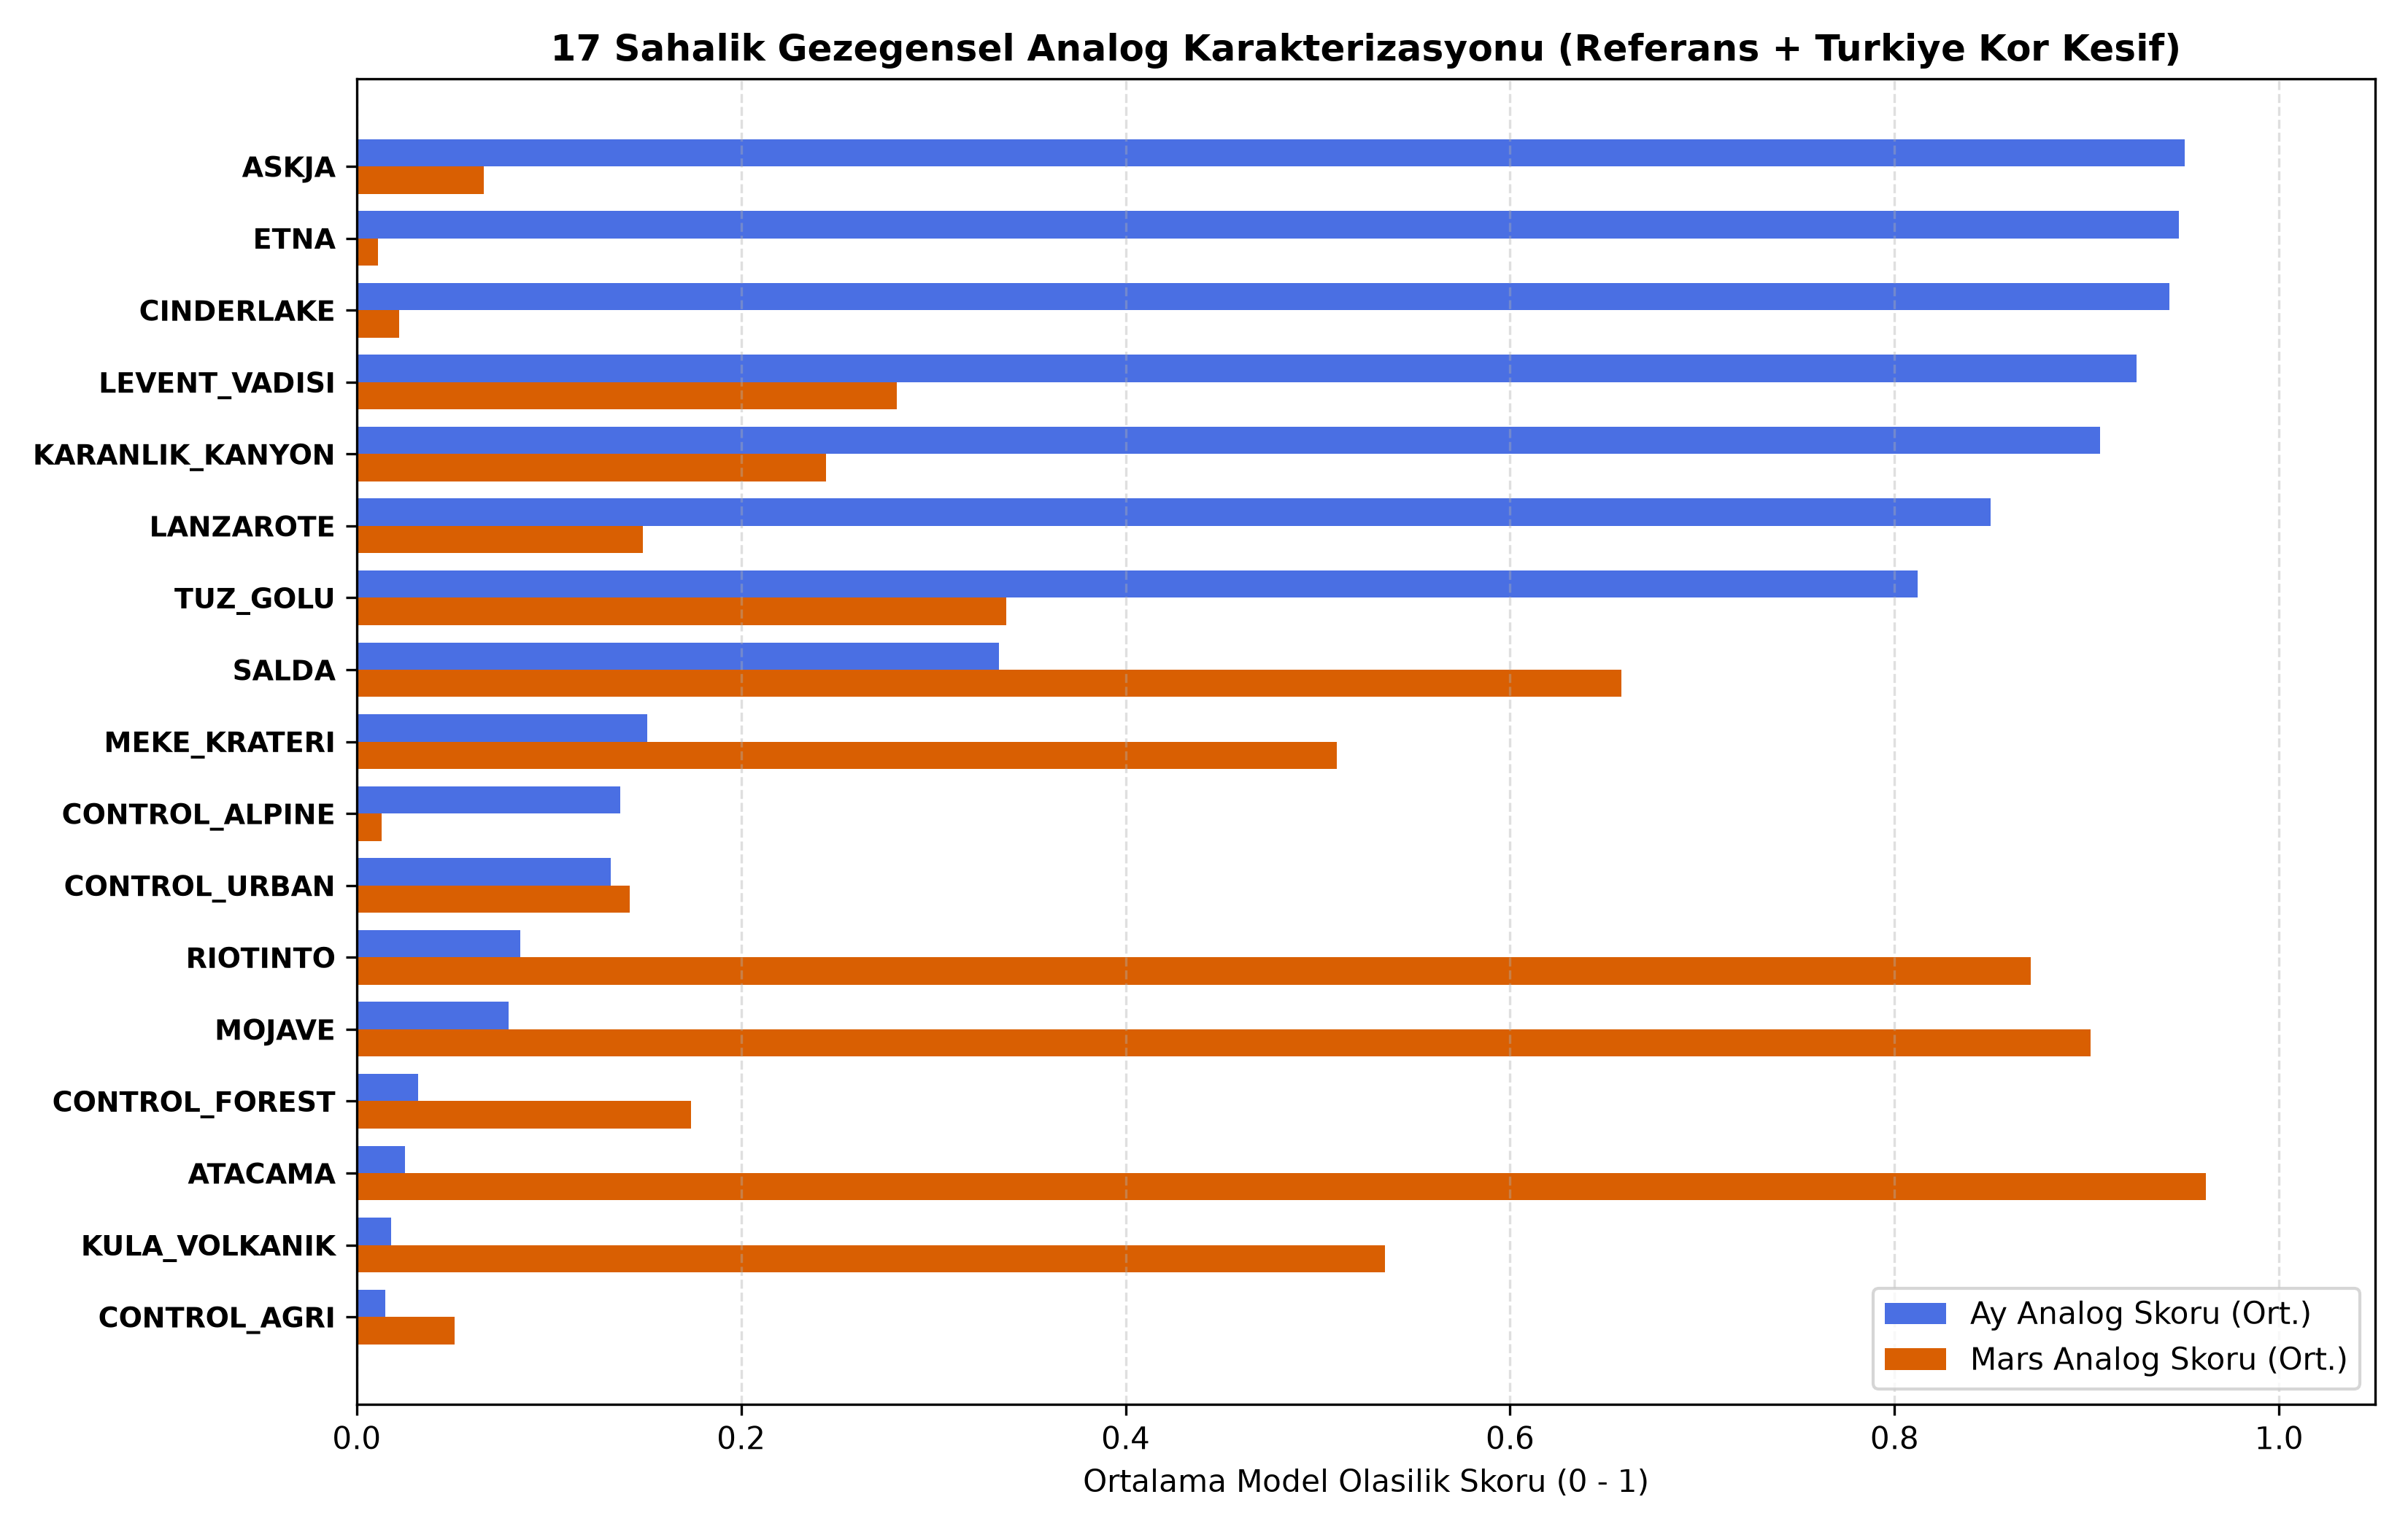 17 Sahalik Gezegensel Analog Karakterizasyonu (Referans + Turkiye Kor Kesif)
ASKJA
ETNA
CINDERLAKE
LEVENT_VADISI
KARANLIK_KANYON
LANZAROTE
TUZ_GOLU
SALDA
MEKE_KRATERI
CONTROL_ALPINE
CONTROL_URBAN
RIOTINTO
MOJAVE
CONTROL_FOREST
ATACAMA
KULA_VOLKANIK
CONTROL_AGRI
Ay Analog Skoru (Ort.)
Mars Analog Skoru (Ort.)
0.0 0.2 0.4 0.6 0.8 1.0
Ortalama Model Olasilik Skoru (0 - 1)